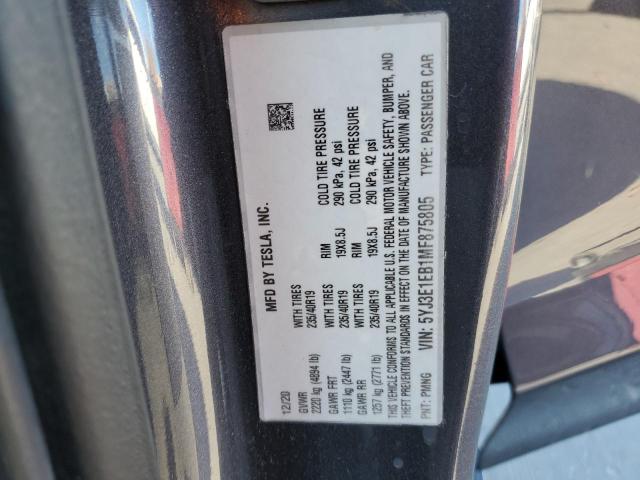 MFD BY TESLA, INC.
12/20
GVWR
2220 kg (4894 lb)
GAWR FRT WITH TIRES RIM COLD TIRE PRESSURE
1110 kg (2447 lb) 235/40R19 19X8.5J 290 kPa, 42 psi
GAWR RR WITH TIRES RIM COLD TIRE PRESSURE
1257 kg (2771 lb) 235/40R19 19X8.5J 290 kPa, 42 psi
THIS VEHICLE CONFORMS TO ALL APPLICABLE U.S. FEDERAL MOTOR VEHICLE SAFETY, BUMPER, AND
THEFT PREVENTION STANDARDS IN EFFECT ON THE DATE OF MANUFACTURE SHOWN ABOVE.
PNT: PMNG VIN: 5YJ3E1EB1MF875805 TYPE: PASSENGER CAR